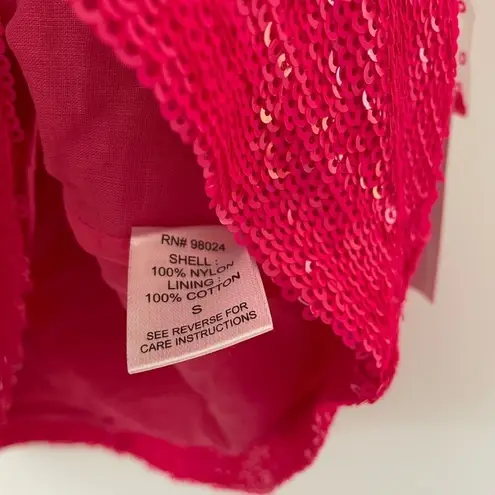 RN# 98024
SHELL:
100% NYLON
LINING:
100% COTTON
S
SEE REVERSE FOR
CARE INSTRUCTIONS